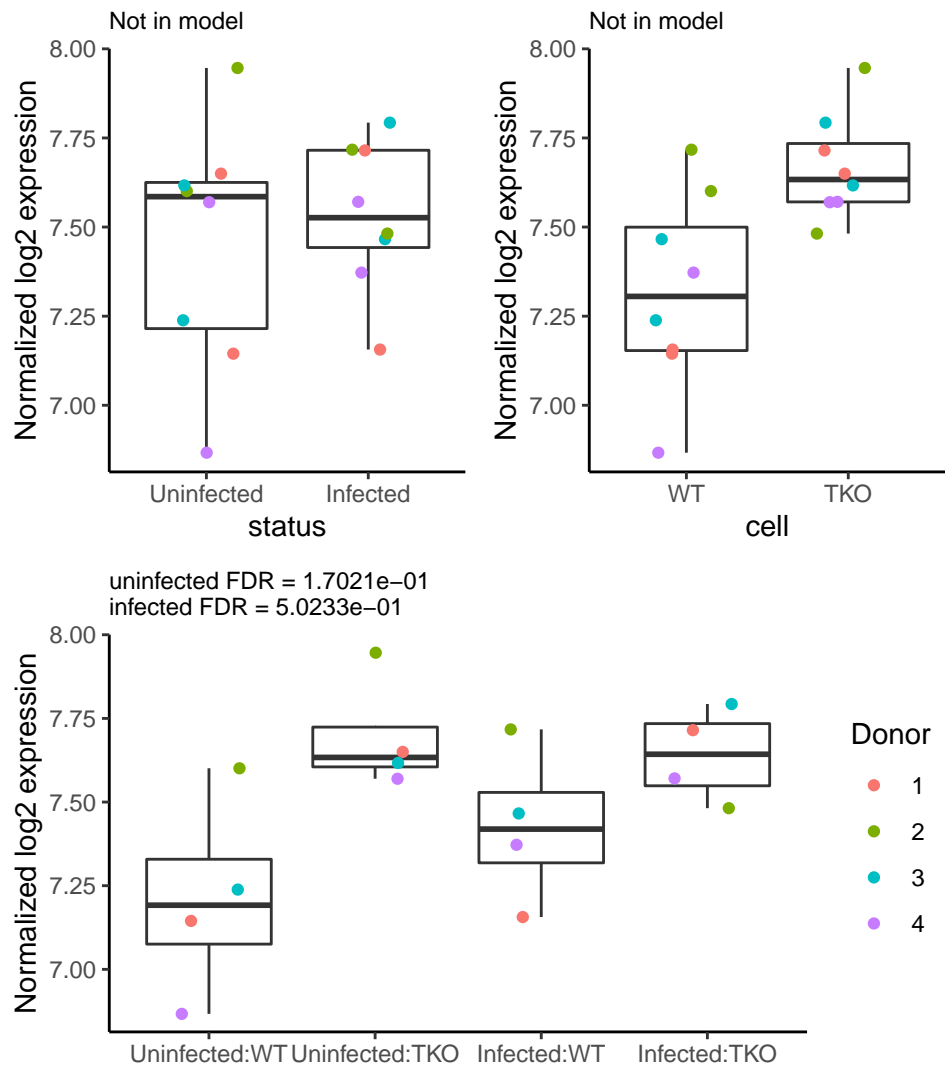 Not in model
8.00
7.75
7.50
7.25
7.00
Normalized log2 expression
Uninfected Infected
status
Not in model
8.00
7.75
7.50
7.25
7.00
Normalized log2 expression
WT TKO
cell
uninfected FDR = 1.7021e−01
infected FDR = 5.0233e−01
8.00
7.75
7.50
7.25
7.00
Normalized log2 expression
Uninfected:WT Uninfected:TKO Infected:WT Infected:TKO
Donor
1
2
3
4